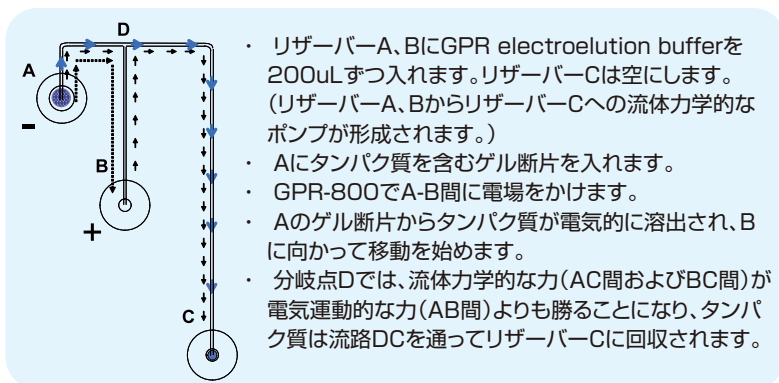 D
A
−
B
+
C
・ リザーバーA、BにGPR electroelution bufferを
200uLずつ入れます。リザーバーCは空にします。
(リザーバーA、BからリザーバーCへの流体力学的な
ポンプが形成されます。)
・ Aにタンパク質を含むゲル断片を入れます。
・ GPR-800でA-B間に電場をかけます。
・ Aのゲル断片からタンパク質が電気的に溶出され、B
に向かって移動を始めます。
・ 分岐点Dでは、流体力学的な力(AC間およびBC間)が
電気運動的な力(AB間)よりも勝ることになり、タンパ
ク質は流路DCを通ってリザーバーCに回収されます。